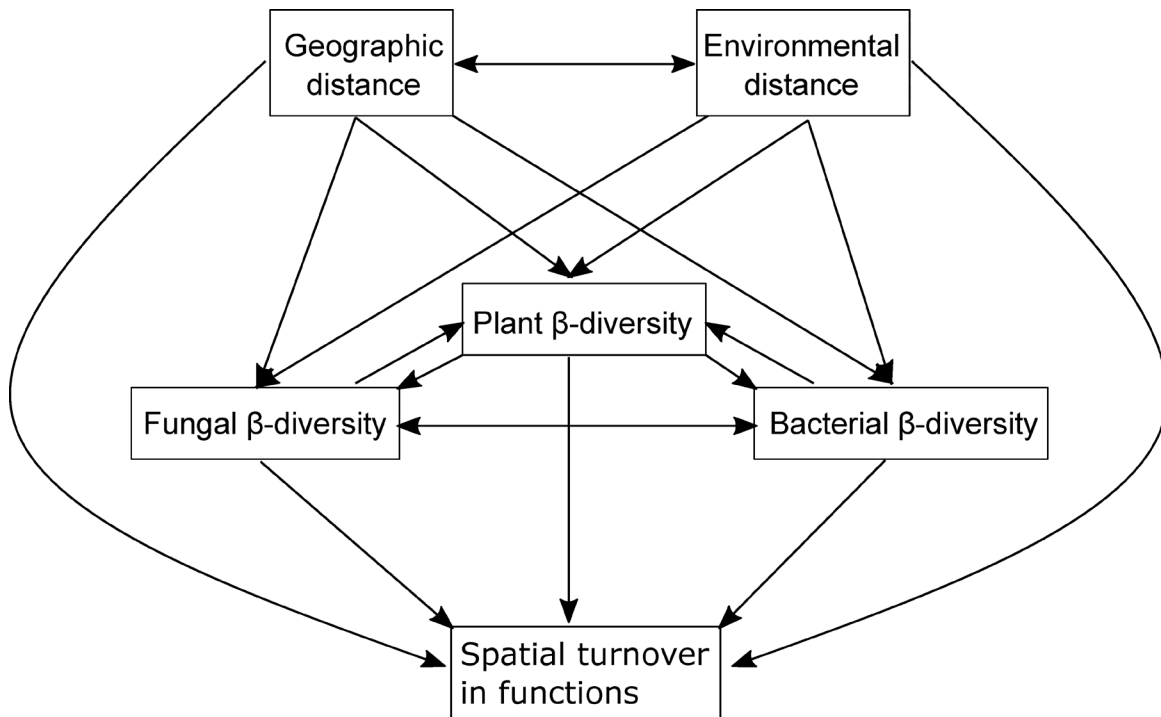 Geographic
distance
Environmental
distance
Plant β-diversity
Fungal β-diversity
Bacterial β-diversity
Spatial turnover
in functions